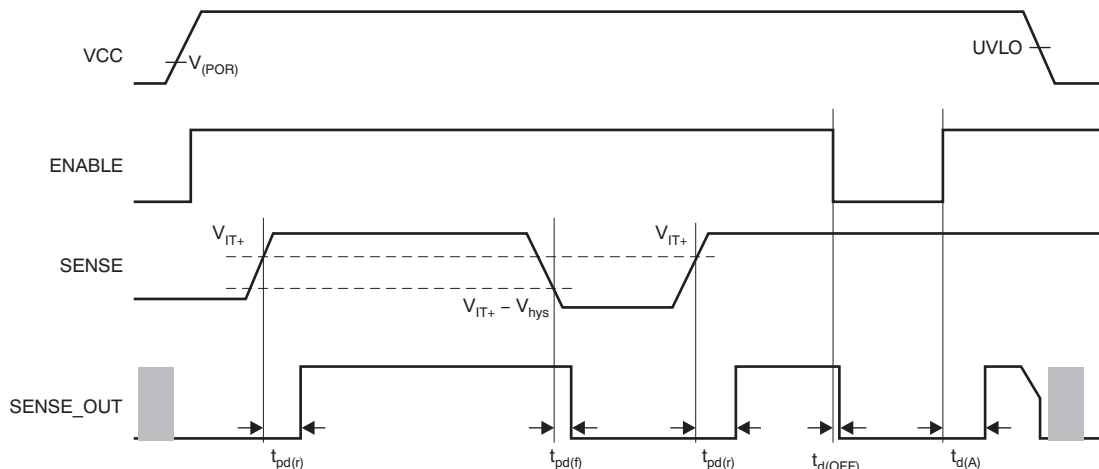 VCC
V(POR)
UVLO
ENABLE
VIT+
VIT+
SENSE
VIT+ – Vhys
SENSE_OUT
tpd(r)
tpd(f)
tpd(r)
td(OFF)
td(A)